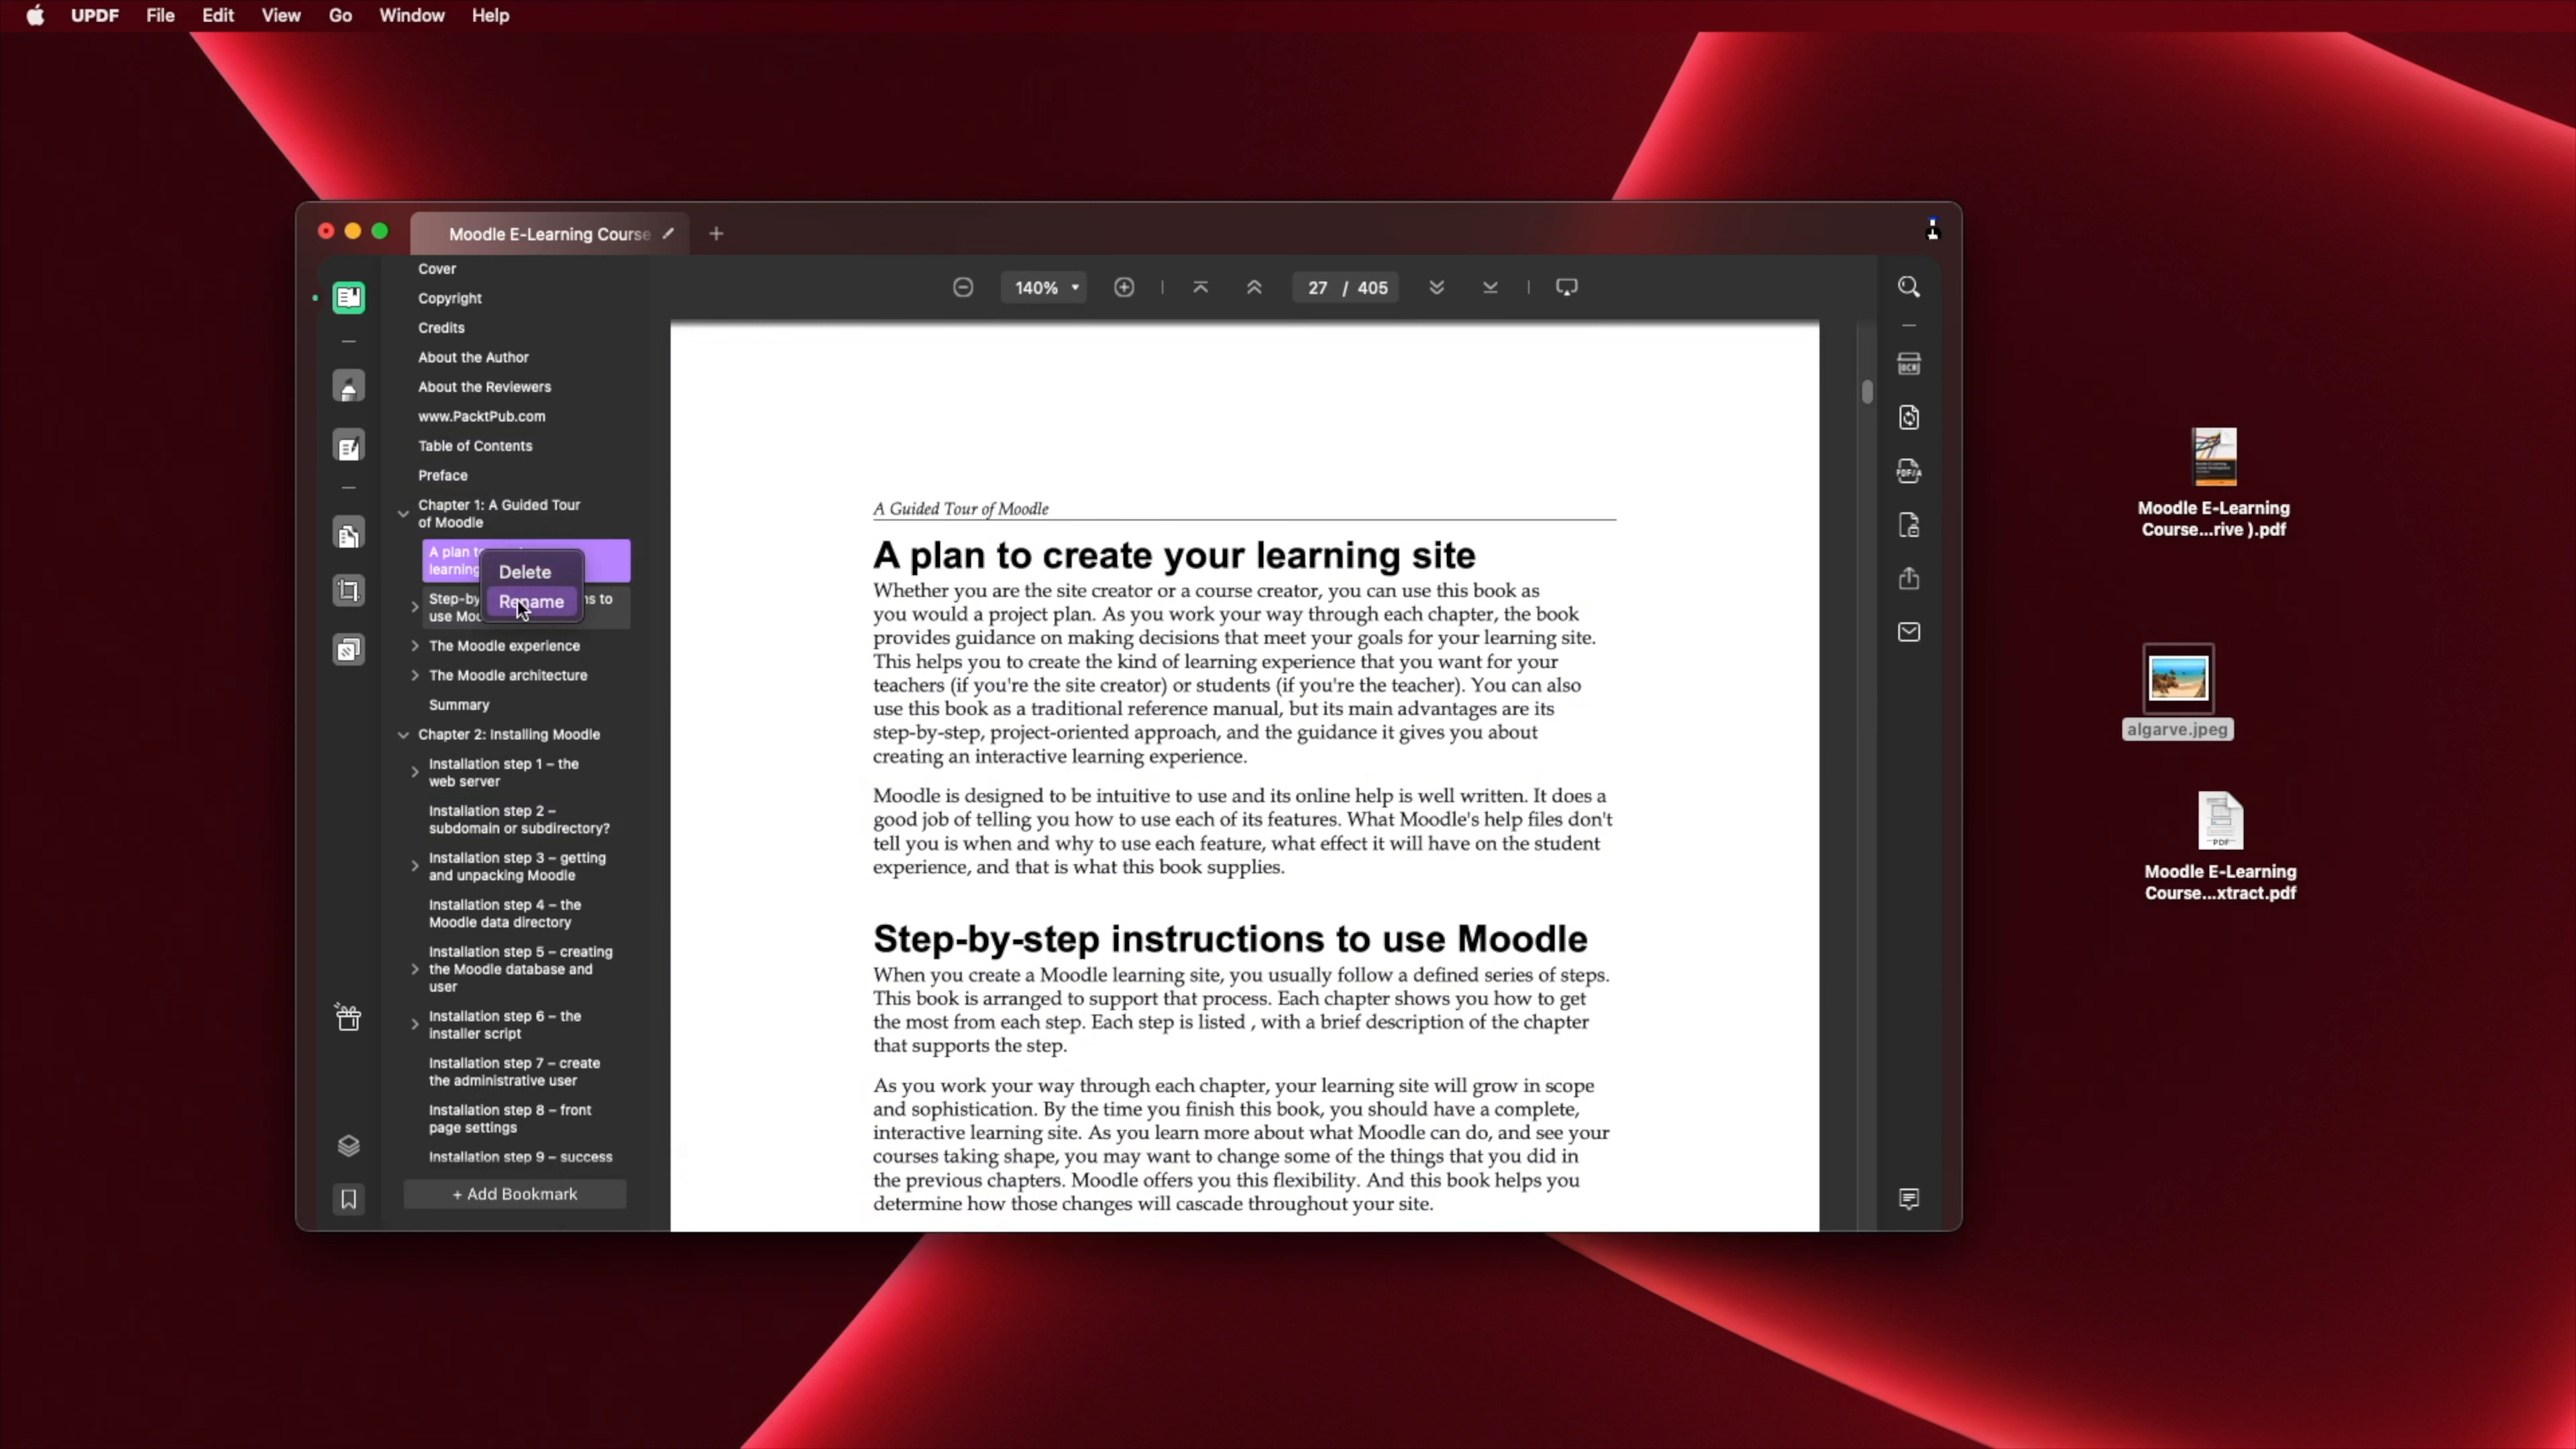 UPDF File Edit View Go Window Help
Moodle E-Learning Course
Cover
Copyright
Credits
About the Author
About the Reviewers
www.PacktPub.com
Table of Contents
Preface
Chapter 1: A Guided Tour
of Moodle
A plan
learning
Delete
Rename
Step-by
to
use
The Moodle experience
The Moodle architecture
Summary
Chapter 2: Installing Moodle
Installation step 1 – the
web server
Installation step 2 –
subdomain or subdirectory?
Installation step 3 – getting
and unpacking Moodle
Installation step 4 – the
Moodle data directory
Installation step 5 – creating
the Moodle database and
user
Installation step 6 – the
installer script
Installation step 7 – create
the administrative user
Installation step 8 – front
page settings
Installation step 9 – success
+ Add Bookmark
140% 27 / 405
A Guided Tour of Moodle
A plan to create your learning site
Whether you are the site creator or a course creator, you can use this book as
you would a project plan. As you work your way through each chapter, the book
provides guidance on making decisions that meet your goals for your learning site.
This helps you to create the kind of learning experience that you want for your
teachers (if you're the site creator) or students (if you're the teacher). You can also
use this book as a traditional reference manual, but its main advantages are its
step-by-step, project-oriented approach, and the guidance it gives you about
creating an interactive learning experience.
Moodle is designed to be intuitive to use and its online help is well written. It does a
good job of telling you how to use each of its features. What Moodle's help files don't
tell you is when and why to use each feature, what effect it will have on the student
experience, and that is what this book supplies.
Step-by-step instructions to use Moodle
When you create a Moodle learning site, you usually follow a defined series of steps.
This book is arranged to support that process. Each chapter shows you how to get
the most from each step. Each step is listed , with a brief description of the chapter
that supports the step.
As you work your way through each chapter, your learning site will grow in scope
and sophistication. By the time you finish this book, you should have a complete,
interactive learning site. As you learn more about what Moodle can do, and see your
courses taking shape, you may want to change some of the things that you did in
the previous chapters. Moodle offers you this flexibility. And this book helps you
determine how those changes will cascade throughout your site.
OCR
PDF/A
Moodle E-Learning
Course...rive ).pdf
algarve.jpeg
PDF
Moodle E-Learning
Course...xtract.pdf